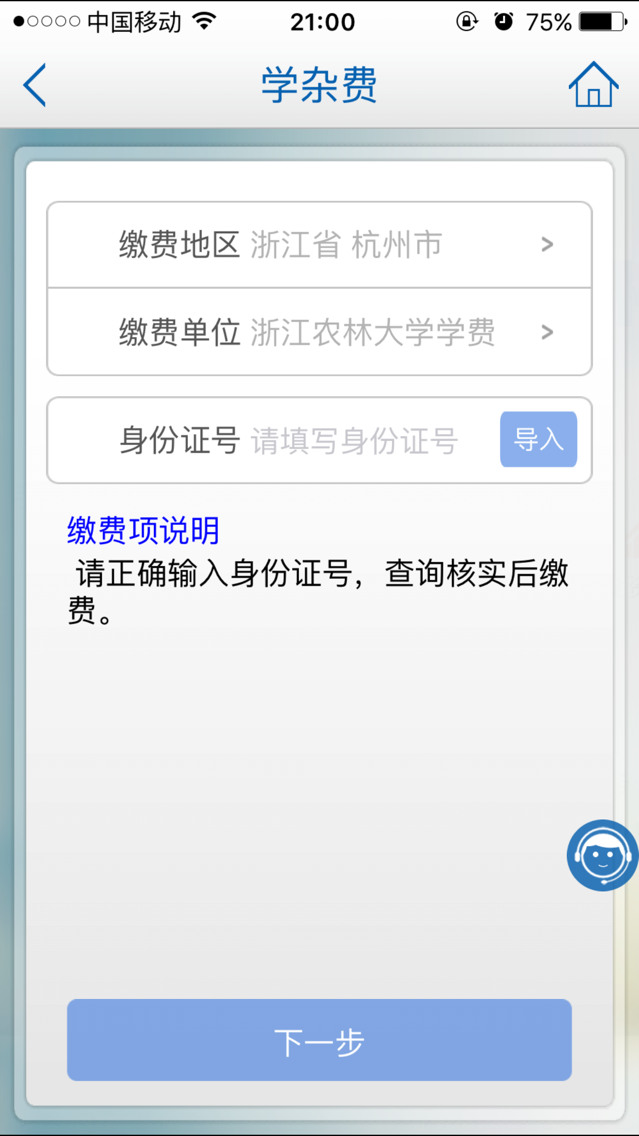 中国移动 21:00 75%
学杂费
缴费地区 浙江省 杭州市 >
缴费单位 浙江农林大学学费 >
身份证号 请填写身份证号 导入
缴费项说明
请正确输入身份证号，查询核实后缴
费。
下一步